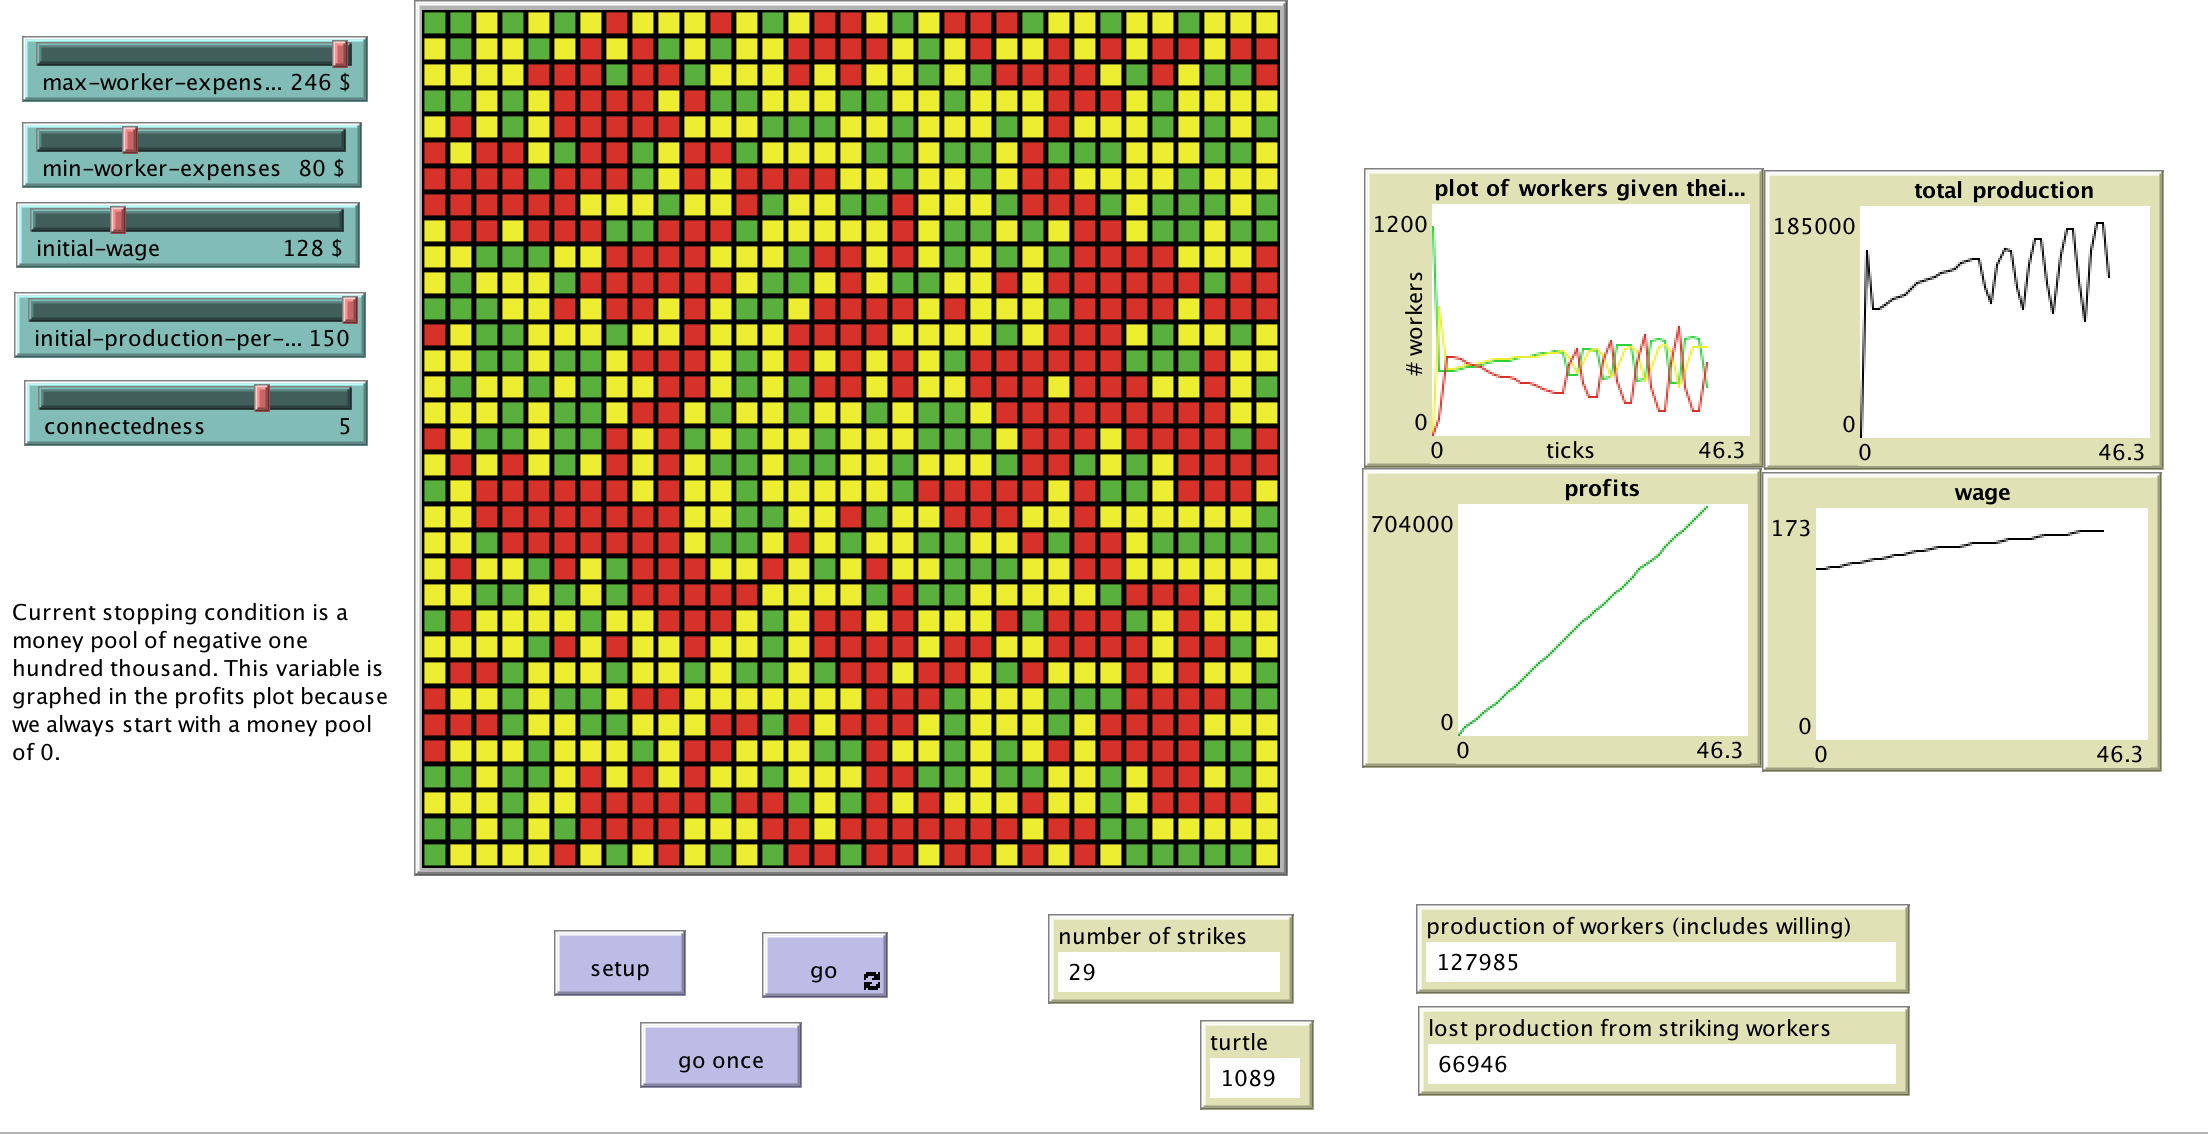 max-worker-expens... 246 $
min-worker-expenses 80 $
initial-wage 128 $
initial-production-per-... 150
connectedness 5
Current stopping condition is a
money pool of negative one
hundred thousand. This variable is
graphed in the profits plot because
we always start with a money pool
of 0.
plot of workers given thei...
1200
# workers
0
0 ticks 46.3
total production
185000
0
0 46.3
profits
704000
0
0 46.3
wage
173
0
0 46.3
setup
go
go once
number of strikes
29
turtle
1089
production of workers (includes willing)
127985
lost production from striking workers
66946